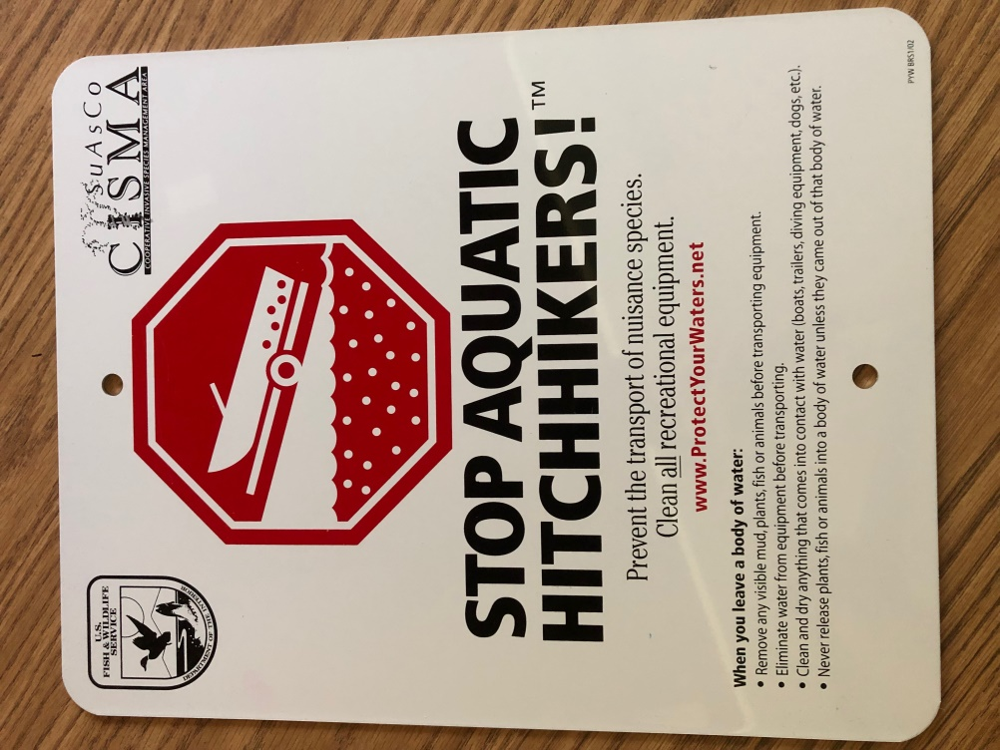 U.S.
FISH & WILDLIFE
SERVICE
DEPARTMENT OF THE INTERIOR
SuAsCo
CISMA
COOPERATIVE INVASIVE SPECIES MANAGEMENT AREA
STOP AQUATIC
HITCHHIKERS!™
Prevent the transport of nuisance species.
Clean all recreational equipment.
www.ProtectYourWaters.net
When you leave a body of water:
• Remove any visible mud, plants, fish or animals before transporting equipment.
• Eliminate water from equipment before transporting.
• Clean and dry anything that comes into contact with water (boats, trailers, diving equipment, dogs, etc.).
• Never release plants, fish or animals into a body of water unless they came out of that body of water.
PYW BRS1/02